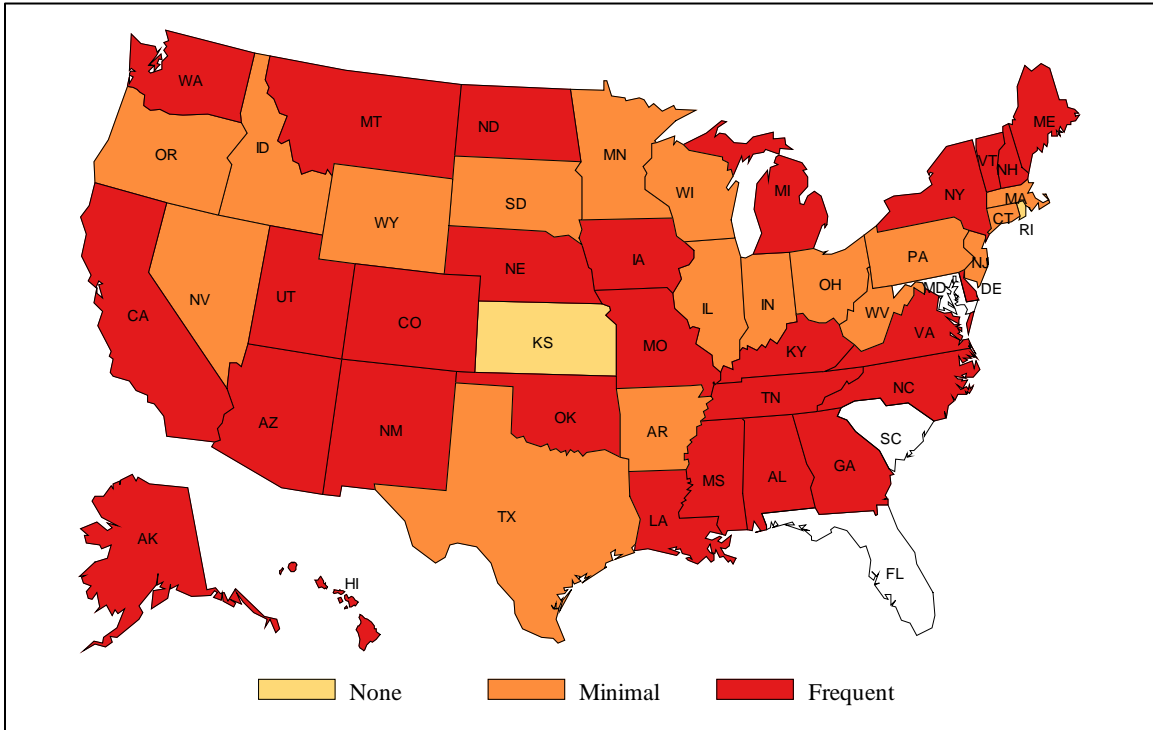 WA
MT
ND
ME
OR
ID
MN
VT
NH
WI
MI
NY
SD
MA
WY
CT
RI
IA
PA
NE
NJ
NV
OH
IL
IN
MD
DE
UT
CA
CO
WV
KS
MO
VA
KY
NC
TN
OK
AZ
NM
AR
SC
GA
MS
AL
TX
LA
AK
FL
HI
None
Minimal
Frequent